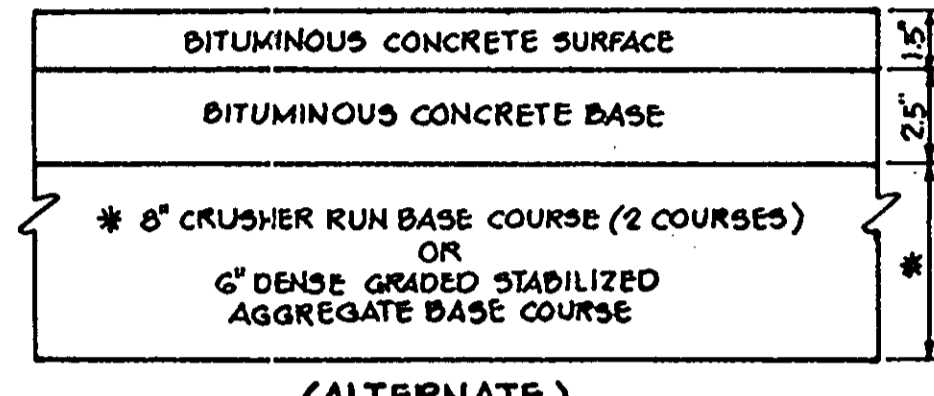 BITUMINOUS CONCRETE SURFACE
1.5"
BITUMINOUS CONCRETE BASE
2.5"
* 8" CRUSHER RUN BASE COURSE (2 COURSES)
OR
6" DENSE GRADED STABILIZED
AGGREGATE BASE COURSE
*
(ALTERNATE)